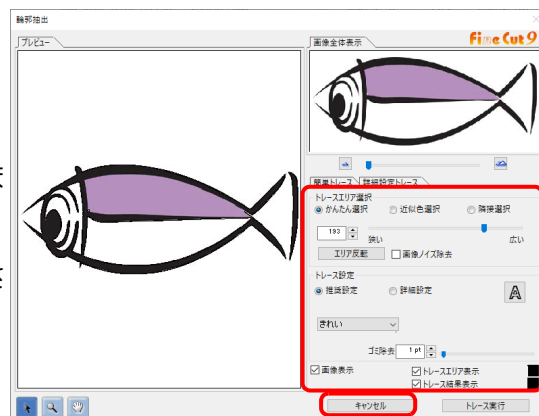 輪郭抽出
プレビュー
画像全体表示
Fine Cut 9
簡単トレース 詳細設定トレース
トレースエリア選択
かんたん選択 近似色選択 隣接選択
193 狭い 広い
エリア反転 画像ノイズ除去
トレース設定
推奨設定 詳細設定
A
きれい
ゴミ除去 1 pt
画像表示 トレースエリア表示
トレース結果表示
キャンセル トレース実行